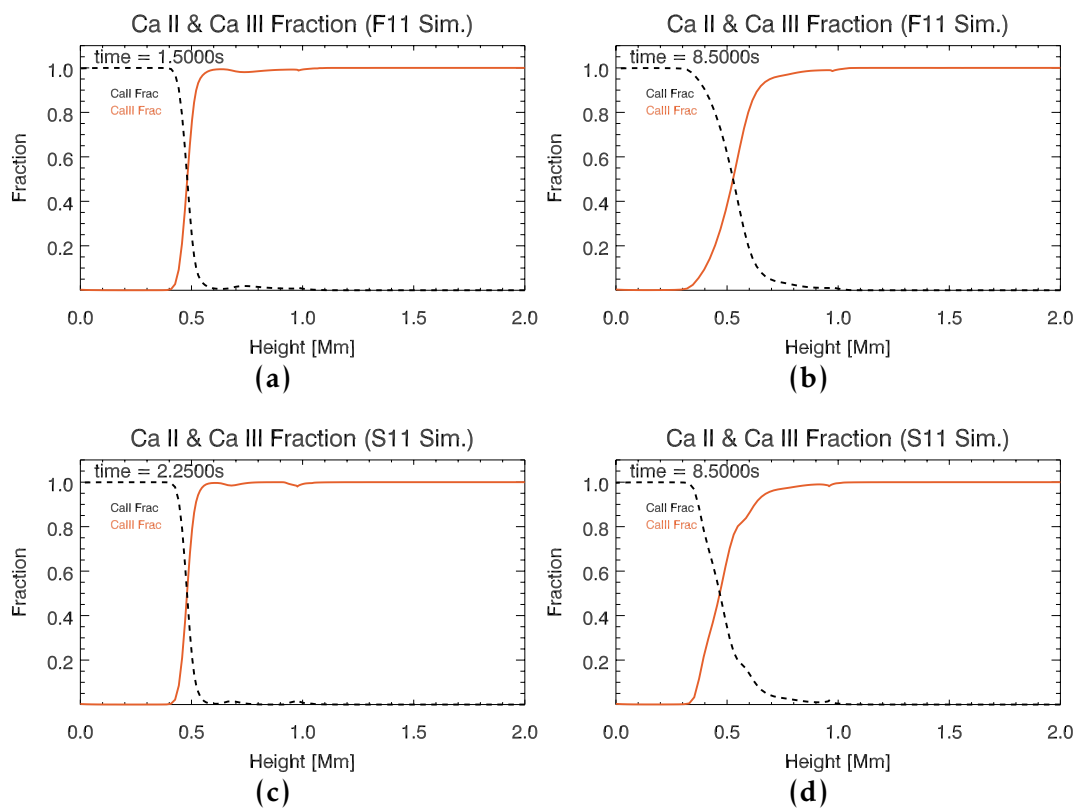 Ca II & Ca III Fraction (F11 Sim.)
time = 1.5000s
CaII Frac
CaIII Frac
Fraction
1.0
0.8
0.6
0.4
0.2
0.0 0.5 1.0 1.5 2.0
Height [Mm]
(a)
Ca II & Ca III Fraction (F11 Sim.)
time = 8.5000s
CaII Frac
CaIII Frac
Fraction
1.0
0.8
0.6
0.4
0.2
0.0 0.5 1.0 1.5 2.0
Height [Mm]
(b)
Ca II & Ca III Fraction (S11 Sim.)
time = 2.2500s
CaII Frac
CaIII Frac
Fraction
1.0
0.8
0.6
0.4
0.2
0.0 0.5 1.0 1.5 2.0
Height [Mm]
(c)
Ca II & Ca III Fraction (S11 Sim.)
time = 8.5000s
CaII Frac
CaIII Frac
Fraction
1.0
0.8
0.6
0.4
0.2
0.0 0.5 1.0 1.5 2.0
Height [Mm]
(d)